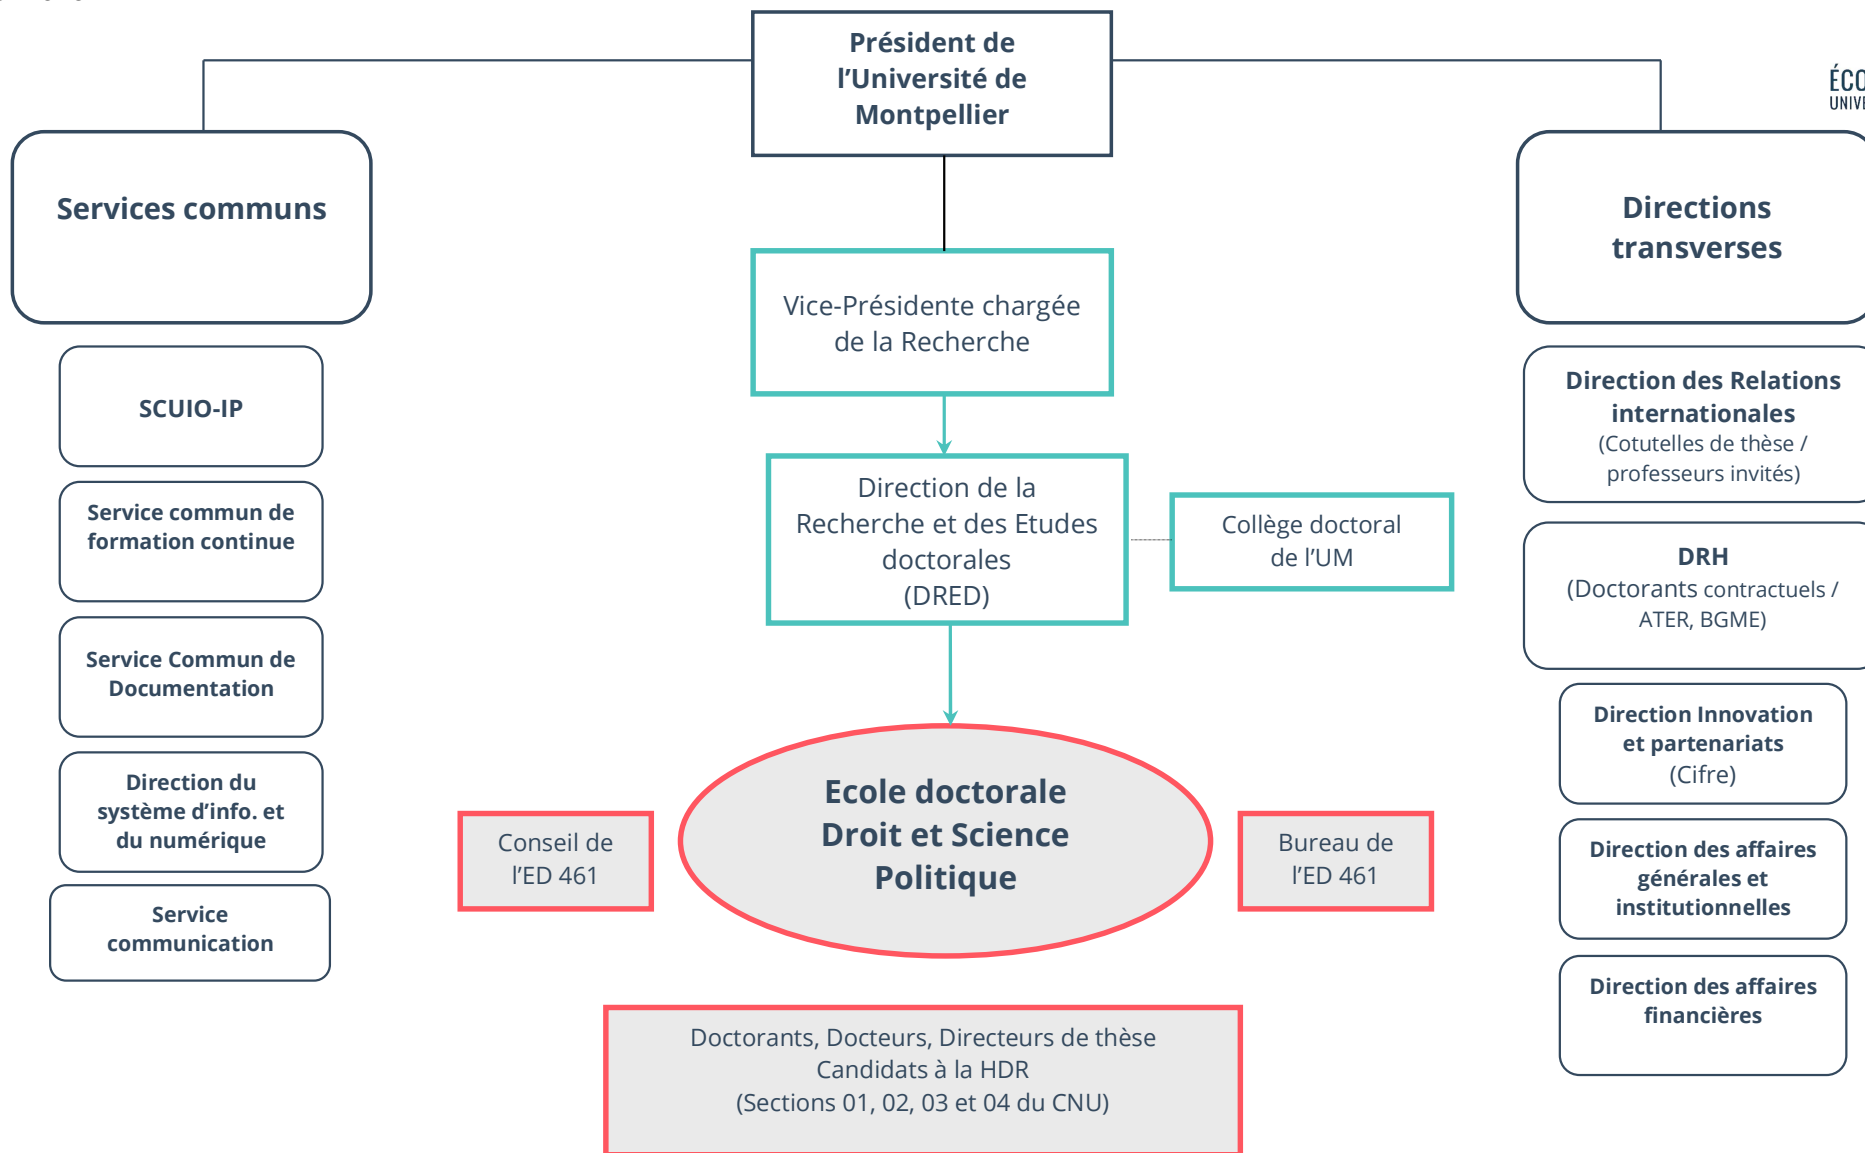 Président de
l'Université de
Montpellier
Services communs
SCUIO-IP
Service commun de
formation continue
Service Commun de
Documentation
Direction du
système d'info. et
du numérique
Service
communication
Vice-Présidente chargée
de la Recherche
Direction de la
Recherche et des Etudes
doctorales
(DRED)
Collège doctoral
de l'UM
Ecole doctorale
Droit et Science
Politique
Conseil de
l'ED 461
Bureau de
l'ED 461
Doctorants, Docteurs, Directeurs de thèse
Candidats à la HDR
(Sections 01, 02, 03 et 04 du CNU)
Directions
transverses
Direction des Relations
internationales
(Cotutelles de thèse /
professeurs invités)
DRH
(Doctorants contractuels /
ATER, BGME)
Direction Innovation
et partenariats
(Cifre)
Direction des affaires
générales et
institutionnelles
Direction des affaires
financières